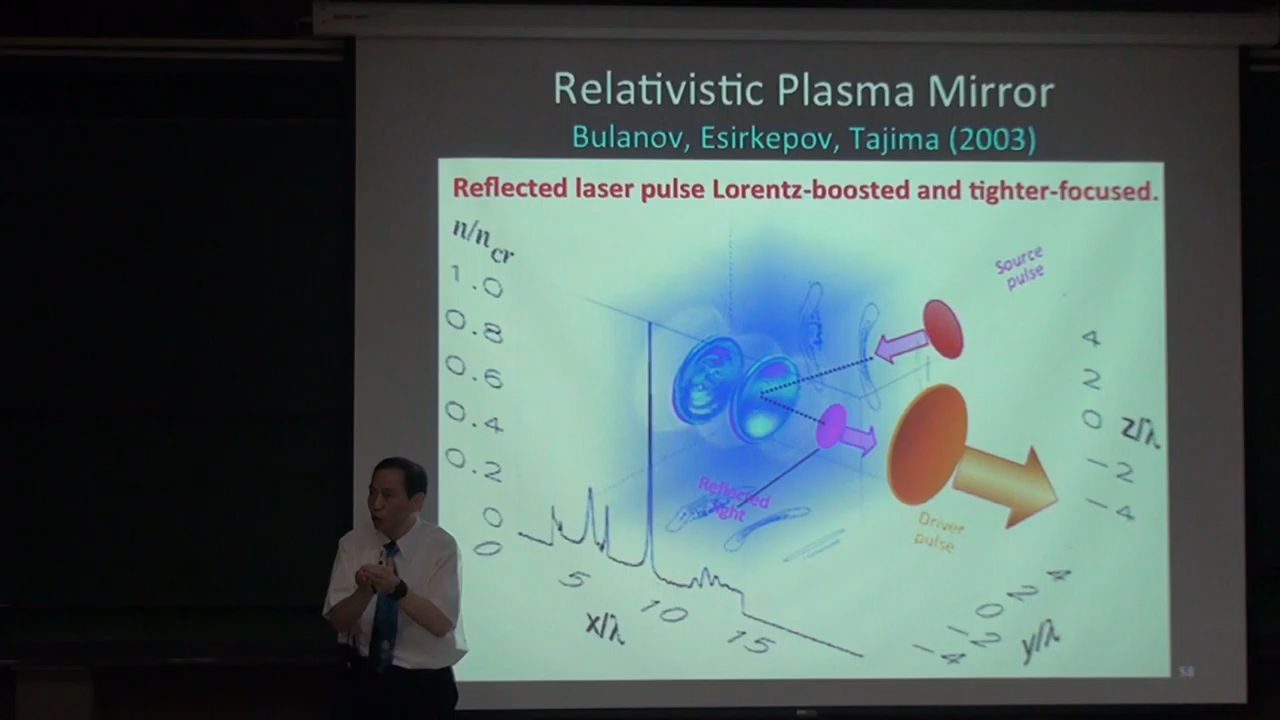 Relativistic Plasma Mirror
Bulanov, Esirkepov, Tajima (2003)
Reflected laser pulse Lorentz-boosted and tighter-focused.
n/n_cr
1.0
0.8
0.6
0.4
0.2
0
0
5
10
15
x/λ
Source
pulse
Reflected
light
Driver
pulse
4
2
0
-2
-4
z/λ
4
2
0
-2
-4
y/λ